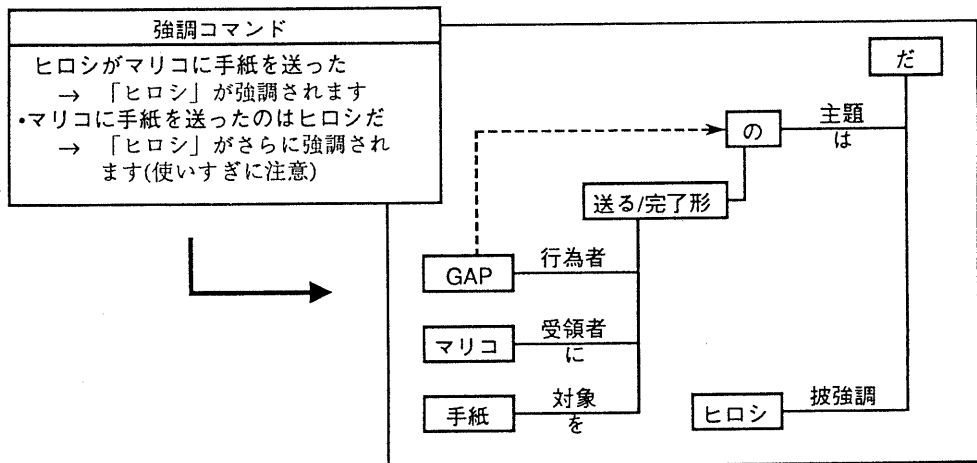 強調コマンド
ヒロシがマリコに手紙を送った
→ 「ヒロシ」が強調されます
•マリコに手紙を送ったのはヒロシだ
→ 「ヒロシ」がさらに強調され
ます(使いすぎに注意)
だ
の
主題
は
送る/完了形
GAP
行為者
マリコ
受領者
に
手紙
対象
を
ヒロシ
披強調